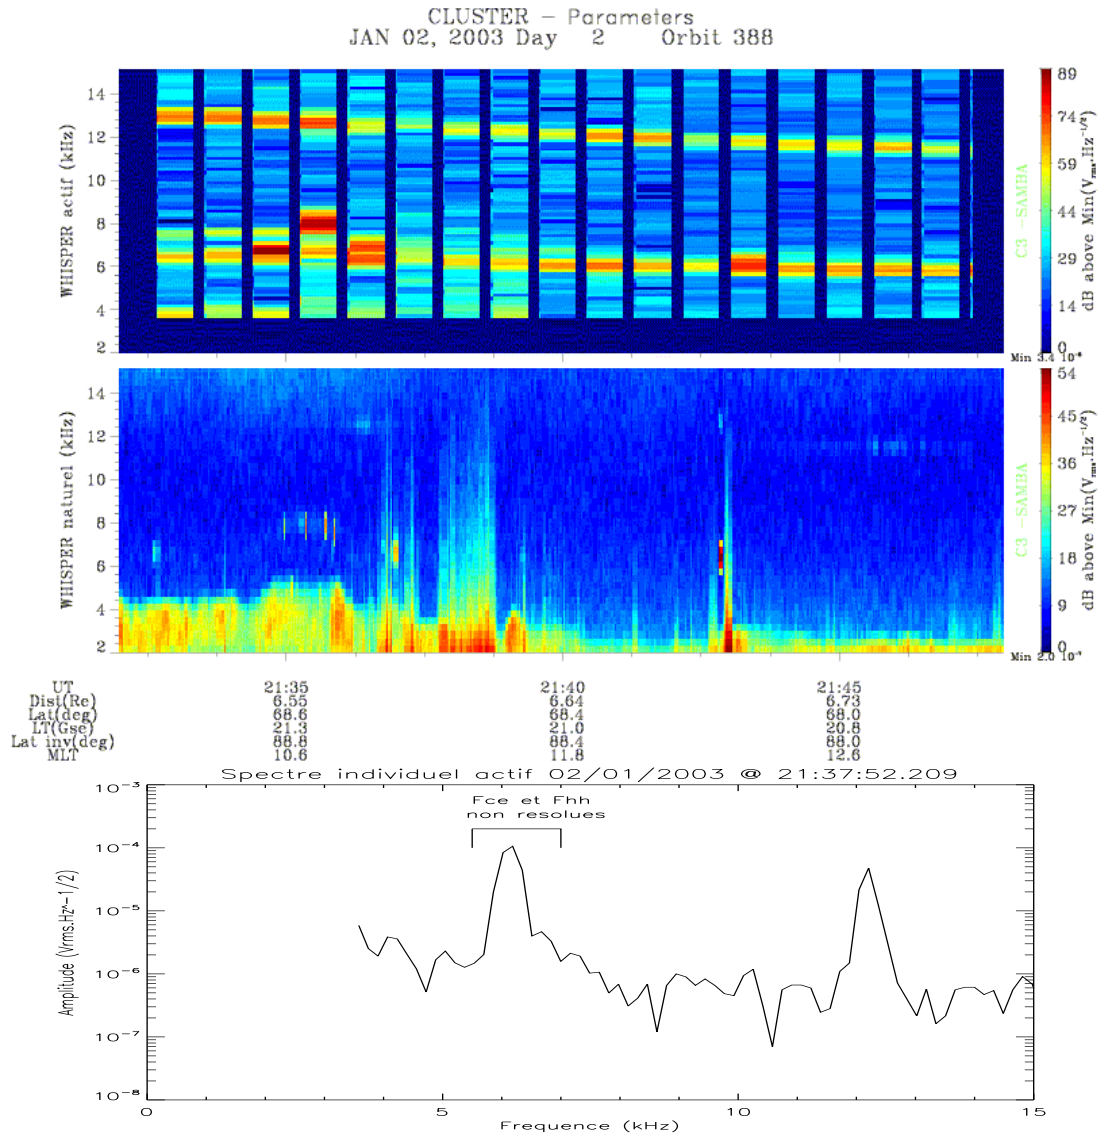 CLUSTER – Parameters
JAN 02, 2003 Day 2 Orbit 388
WHISPER actif (kHz)
14
12
10
8
6
4
2
89
74
59
44
29
14
0
C3 -SAMBA
dB above Min(Vrms.Hz-1/2)
Min 3.4 10-8
WHISPER naturel (kHz)
14
12
10
8
6
4
2
54
45
36
27
18
9
0
C3 -SAMBA
dB above Min(Vrms.Hz-1/2)
UT 21:35 21:40 21:45
Dist(Re) 6.55 6.64 6.73
Lat(deg) 68.6 68.4 68.0
LT(Gse) 21.3 21.0 20.8
Lat inv(deg) 88.8 88.4 88.0
MLT 10.6 11.8 12.6
Spectre individuel actif 02/01/2003 @ 21:37:52.209
Fce et Fhh
non resolues
Amplitude (Vrms.Hz^-1/2)
10-3
10-4
10-5
10-6
10-7
10-8
0 5 10 15
Frequence (kHz)